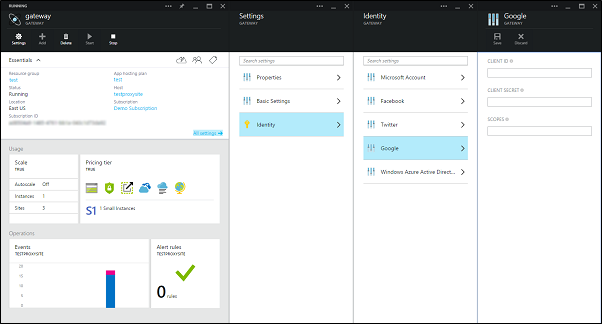 RUNNING
gateway
GATEWAY
Settings
Add
Delete
Start
Stop
Essentials
Resource group
test
Status
Running
Location
East US
Subscription ID
App hosting plan
test
Host
testproxysite
Subscription
Demo Subscription
All settings
Usage
Scale
TRUE
Autoscale Off
Instances 1
Sites 3
Pricing tier
TRUE
S1 1 Small Instances
Operations
Events
TESTPROXYSITE
20
15
10
5
0
Alert rules
TESTPROXYSITE
0 rules
Settings
GATEWAY
Search settings
Properties
Basic Settings
Identity
Identity
GATEWAY
Search settings
Microsoft Account
Facebook
Twitter
Google
Windows Azure Active Direct...
Google
GATEWAY
Save
Discard
CLIENT ID
CLIENT SECRET
SCOPES